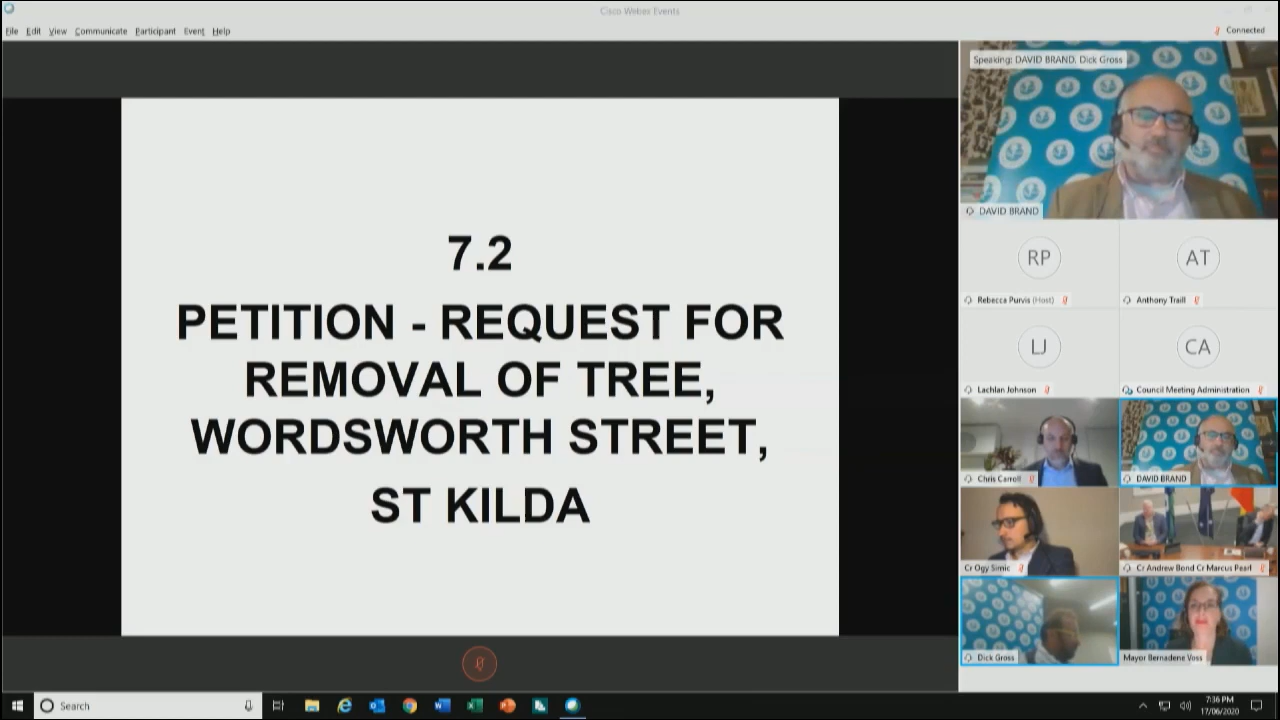 Cisco Webex Events
File Edit View Communicate Participant Event Help
Connected
Speaking: DAVID BRAND, Dick Gross
DAVID BRAND
7.2
PETITION - REQUEST FOR
REMOVAL OF TREE,
WORDSWORTH STREET,
ST KILDA
RP
AT
Rebecca Purvis (Host)
Anthony Traill
LJ
CA
Lachlan Johnson
Council Meeting Administration
Chris Carroll
DAVID BRAND
Cr Ogy Simic
Cr Andrew Bond Cr Marcus Pearl
Dick Gross
Mayor Bernadene Voss
Search
7:36 PM
17/06/2020